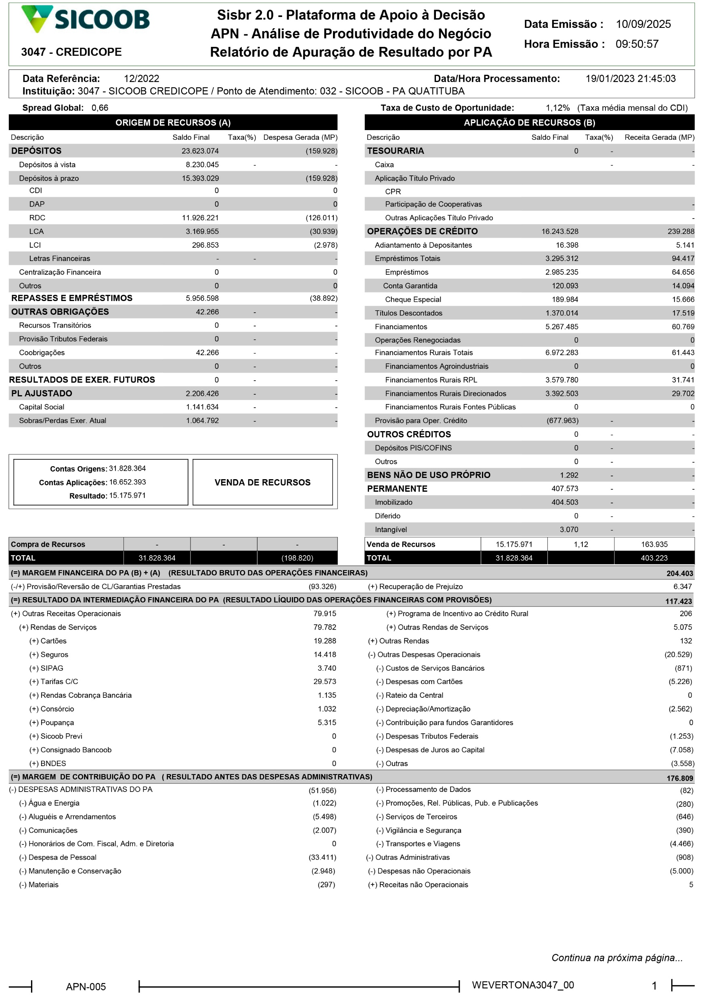 SICOOB
3047 - CREDICOPE
Sisbr 2.0 - Plataforma de Apoio à Decisão
APN - Análise de Produtividade do Negócio
Relatório de Apuração de Resultado por PA
Data Emissão : 10/09/2025
Hora Emissão : 09:50:57
Data Referência: 12/2022 Data/Hora Processamento: 19/01/2023 21:45:03
Instituição: 3047 - SICOOB CREDICOPE / Ponto de Atendimento: 032 - SICOOB - PA QUATITUBA
Spread Global: 0,66 Taxa de Custo de Oportunidade: 1,12% (Taxa média mensal do CDI)
ORIGEM DE RECURSOS (A)
Descrição Saldo Final Taxa(%) Despesa Gerada (MP)
DEPÓSITOS 23.623.074 (159.928)
Depósitos à vista 8.230.045 - -
Depósitos à prazo 15.393.029 (159.928)
CDI 0 0
DAP 0 0
RDC 11.926.221 (126.011)
LCA 3.169.955 (30.939)
LCI 296.853 (2.978)
Letras Financeiras - - -
Centralização Financeira 0 0
Outros 0 0
REPASSES E EMPRÉSTIMOS 5.956.598 (38.892)
OUTRAS OBRIGAÇÕES 42.266 - -
Recursos Transitórios 0 - -
Provisão Tributos Federais 0 - -
Coobrigações 42.266 - -
Outros 0 - -
RESULTADOS DE EXER. FUTUROS 0 - -
PL AJUSTADO 2.206.426 - -
Capital Social 1.141.634 - -
Sobras/Perdas Exer. Atual 1.064.792 - -
Contas Origens: 31.828.364
Contas Aplicações: 16.652.393
Resultado: 15.175.971
VENDA DE RECURSOS
Compra de Recursos - - -
TOTAL 31.828.364 (198.820)
APLICAÇÃO DE RECURSOS (B)
Descrição Saldo Final Taxa(%) Receita Gerada (MP)
TESOURARIA 0 - -
Caixa - -
Aplicação Título Privado
CPR
Participação de Cooperativas -
Outras Aplicações Título Privado -
OPERAÇÕES DE CRÉDITO 16.243.528 239.288
Adiantamento à Depositantes 16.398 5.141
Empréstimos Totais 3.295.312 94.417
Empréstimos 2.985.235 64.656
Conta Garantida 120.093 14.094
Cheque Especial 189.984 15.666
Títulos Descontados 1.370.014 17.519
Financiamentos 5.267.485 60.769
Operações Renegociadas 0 0
Financiamentos Rurais Totais 6.972.283 61.443
Financiamentos Agroindustriais 0 0
Financiamentos Rurais RPL 3.579.780 31.741
Financiamentos Rurais Direcionados 3.392.503 29.702
Financiamentos Rurais Fontes Públicas 0 0
Provisão para Oper. Crédito (677.963) - -
OUTROS CRÉDITOS 0 - -
Depósitos PIS/COFINS 0 - -
Outros 0 - -
BENS NÃO DE USO PRÓPRIO 1.292 - -
PERMANENTE 407.573 - -
Imobilizado 404.503 - -
Diferido 0 - -
Intangível 3.070 - -
Venda de Recursos 15.175.971 1,12 163.935
TOTAL 31.828.364 403.223
(=) MARGEM FINANCEIRA DO PA (B) + (A) (RESULTADO BRUTO DAS OPERAÇÕES FINANCEIRAS) 204.403
(-/+) Provisão/Reversão de CL/Garantias Prestadas (93.326) (+) Recuperação de Prejuízo 6.347
(=) RESULTADO DA INTERMEDIAÇÃO FINANCEIRA DO PA (RESULTADO LÍQUIDO DAS OPERAÇÕES FINANCEIRAS COM PROVISÕES) 117.423
(+) Outras Receitas Operacionais 79.915 (+) Programa de Incentivo ao Crédito Rural 206
(+) Rendas de Serviços 79.782 (+) Outras Rendas de Serviços 5.075
(+) Cartões 19.288 (+) Outras Rendas 132
(+) Seguros 14.418 (-) Outras Despesas Operacionais (20.529)
(+) SIPAG 3.740 (-) Custos de Serviços Bancários (871)
(+) Tarifas C/C 29.573 (-) Despesas com Cartões (5.226)
(+) Rendas Cobrança Bancária 1.135 (-) Rateio da Central 0
(+) Consórcio 1.032 (-) Depreciação/Amortização (2.562)
(+) Poupança 5.315 (-) Contribuição para fundos Garantidores 0
(+) Sicoob Previ 0 (-) Despesas Tributos Federais (1.253)
(+) Consignado Bancoob 0 (-) Despesas de Juros ao Capital (7.058)
(+) BNDES 0 (-) Outras (3.558)
(=) MARGEM DE CONTRIBUIÇÃO DO PA ( RESULTADO ANTES DAS DESPESAS ADMINISTRATIVAS) 176.809
(-) DESPESAS ADMINISTRATIVAS DO PA (51.956) (-) Processamento de Dados (82)
(-) Água e Energia (1.022) (-) Promoções, Rel. Públicas, Pub. e Publicações (280)
(-) Aluguéis e Arrendamentos (5.498) (-) Serviços de Terceiros (646)
(-) Comunicações (2.007) (-) Vigilância e Segurança (390)
(-) Honorários de Com. Fiscal, Adm. e Diretoria 0 (-) Transportes e Viagens (4.466)
(-) Despesa de Pessoal (33.411) (-) Outras Administrativas (908)
(-) Manutenção e Conservação (2.948) (-) Despesas não Operacionais (5.000)
(-) Materiais (297) (+) Receitas não Operacionais 5
Continua na próxima página...
APN-005 WEVERTONA3047_00 1